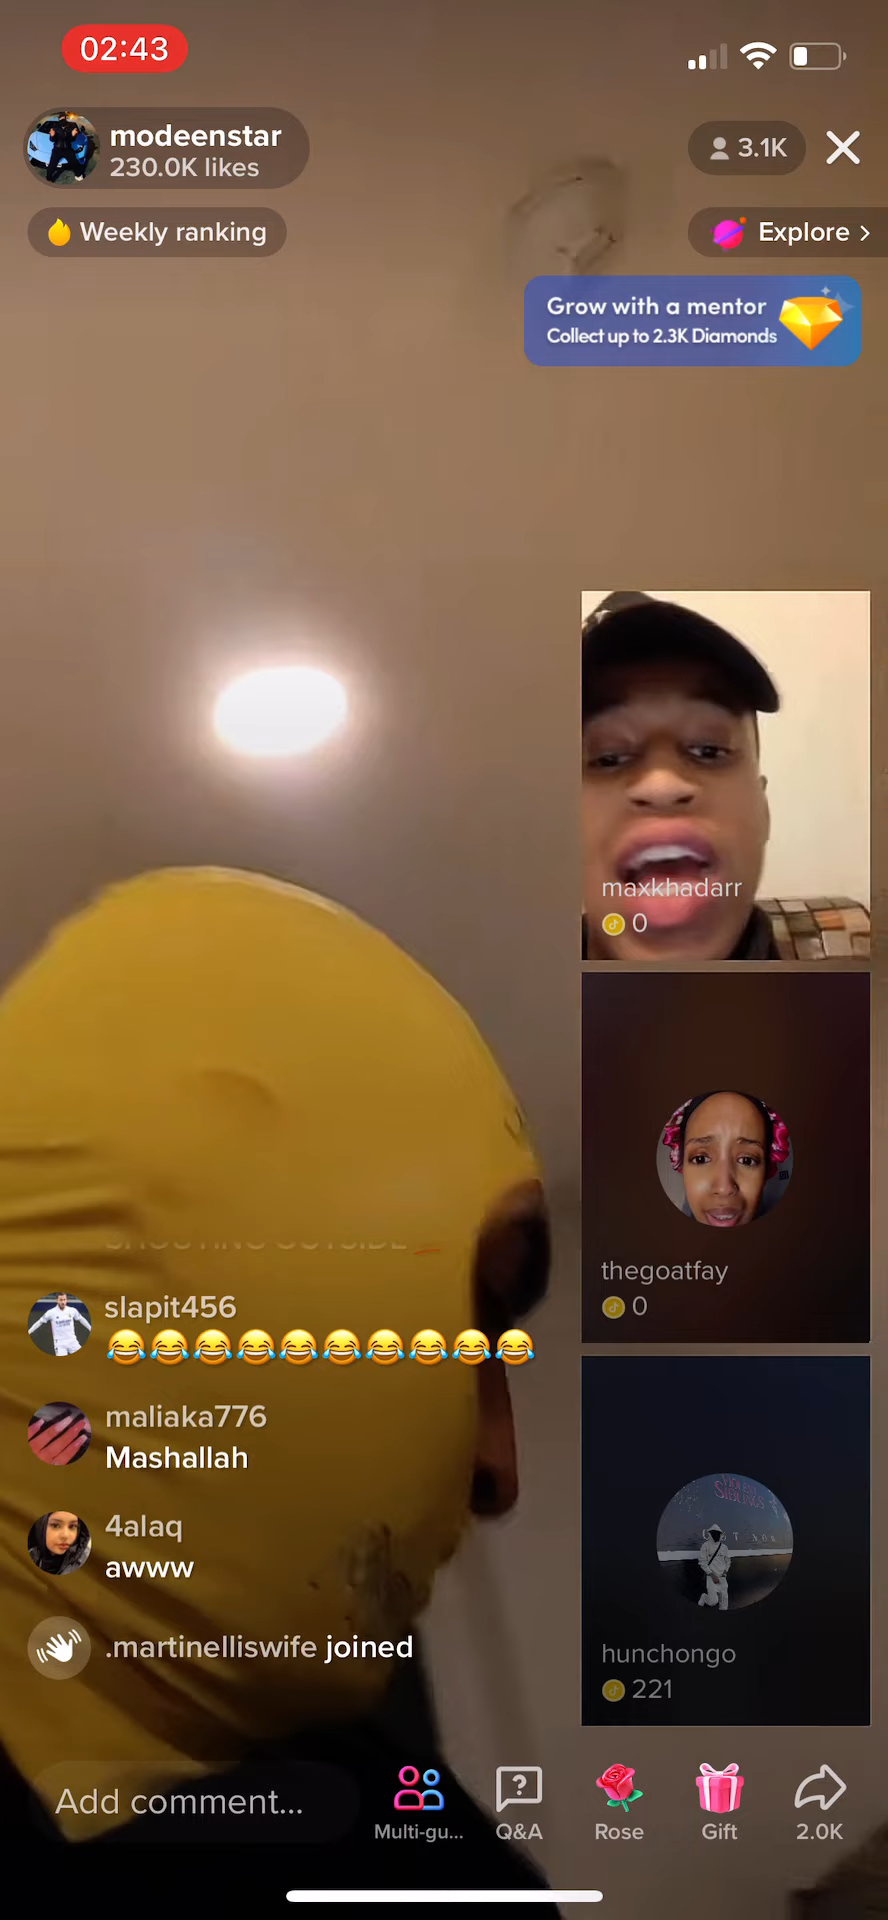 02:43
modeenstar
230.0K likes
3.1K
Weekly ranking
Explore >
Grow with a mentor
Collect up to 2.3K Diamonds
maxkhadarr
0
thegoatfay
0
SHOUTING OUTSIDE
slapit456
😂😂😂😂😂😂😂😂😂😂
maliaka776
Mashallah
4alaq
awww
.martinelliswife joined
hunchongo
221
Add comment...
Multi-gu...
Q&A
Rose
Gift
2.0K